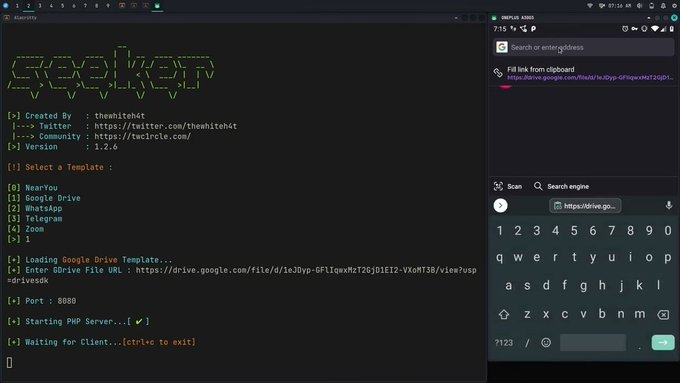 1 2 3 4 5 6 7 8 9
07:16 AM
Alacritty
seeker
[>] Created By : thewhiteh4t
|---> Twitter : https://twitter.com/thewhiteh4t
|---> Community : https://twc1rcle.com/
[>] Version : 1.2.6
[!] Select a Template :
[0] NearYou
[1] Google Drive
[2] WhatsApp
[3] Telegram
[4] Zoom
[>] 1
[+] Loading Google Drive Template...
[+] Enter GDrive File URL : https://drive.google.com/file/d/1eJDyp-GFlIqwxMzT2GjD1EI2-VXoMT38/view?usp
=drivesdk
[+] Port : 8080
[+] Starting PHP Server...[ ✔ ]
[+] Waiting for Client...[ctrl+c to exit]
ONEPLUS A3003
7:15
Search or enter address
Fill link from clipboard
https://drive.google.com/file/d/1eJDyp-GFlIqwxMzT2GjD1...
Scan
Search engine
https://drive.go...
1 2 3 4 5 6 7 8 9 0
q w e r t y u i o p
a s d f g h j k l
z x c v b n m
?123 / .